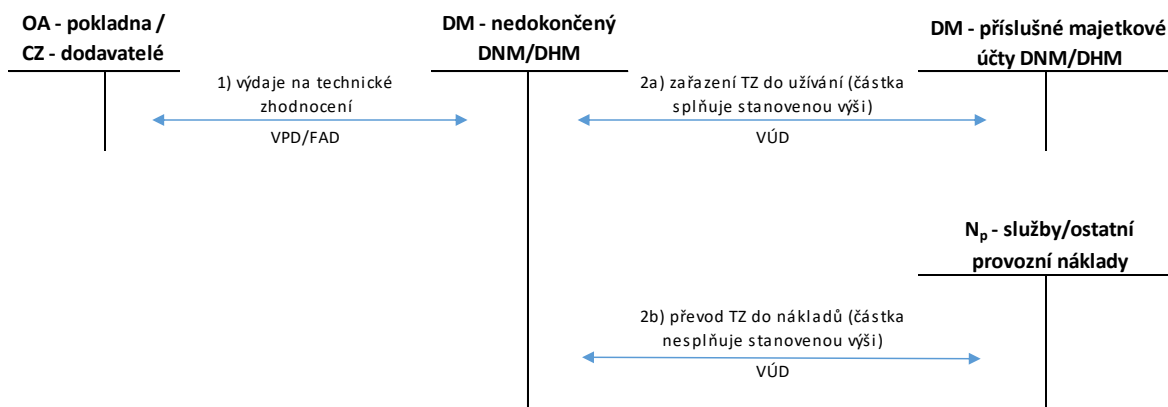 OA - pokladna /
CZ - dodavatelé
DM - nedokončený
DNM/DHM
DM - příslušné majetkové
účty DNM/DHM
1) výdaje na technické
zhodnocení
VPD/FAD
2a) zařazení TZ do užívání (částka
splňuje stanovenou výši)
VÚD
Np - služby/ostatní
provozní náklady
2b) převod TZ do nákladů (částka
nesplňuje stanovenou výši)
VÚD